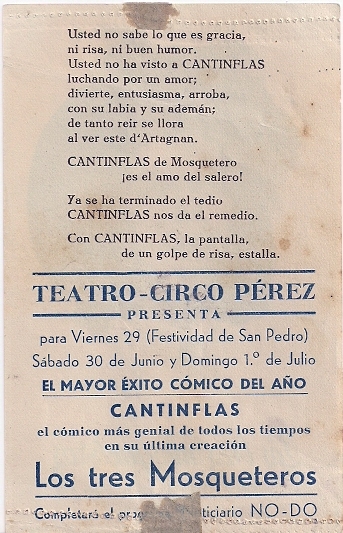 Usted no sabe lo que es gracia,
ni risa, ni buen humor.
Usted no ha visto a CANTINFLAS
luchando por un amor;
divierte, entusiasma, arroba,
con su labia y su ademán;
de tanto reir se llora
al ver este d'Artagnan.
CANTINFLAS de Mosquetero
¡es el amo del salero!
Ya se ha terminado el tedio
CANTINFLAS nos da el remedio.
Con CANTINFLAS, la pantalla,
de un golpe de risa, estalla.
TEATRO-CIRCO PÉREZ
PRESENTA
para Viernes 29 (Festividad de San Pedro)
Sábado 30 de Junio y Domingo 1.º de Julio
EL MAYOR ÉXITO CÓMICO DEL AÑO
CANTINFLAS
el cómico más genial de todos los tiempos
en su última creación
Los tres Mosqueteros
Completará el NO-DO